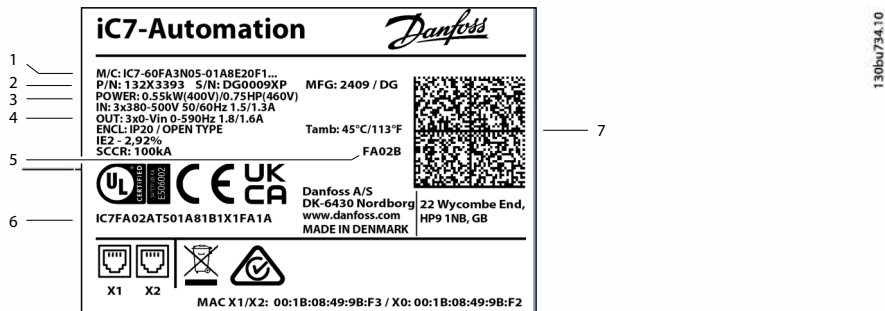 iC7-Automation
Danfoss
130bu734.10
1
M/C: IC7-60FA3N05-01A8E20F1...
2
P/N: 132X3393 S/N: DG0009XP MFG: 2409 / DG
3
POWER: 0.55kW(400V)/0.75HP(460V)
IN: 3x380-500V 50/60Hz 1.5/1.3A
4
OUT: 3x0-Vin 0-590Hz 1.8/1.6A
ENCL: IP20 / OPEN TYPE Tamb: 45°C/113°F
7
IE2 - 2,92%
5
SCCR: 100kA FA02B
UL CERTIFIED E506002 CE UK CA
Danfoss A/S
DK-6430 Nordborg
www.danfoss.com
MADE IN DENMARK
22 Wycombe End,
HP9 1NB, GB
6
IC7FA02AT501A81B1X1FA1A
X1 X2
MAC X1/X2: 00:1B:08:49:9B:F3 / X0: 00:1B:08:49:9B:F2